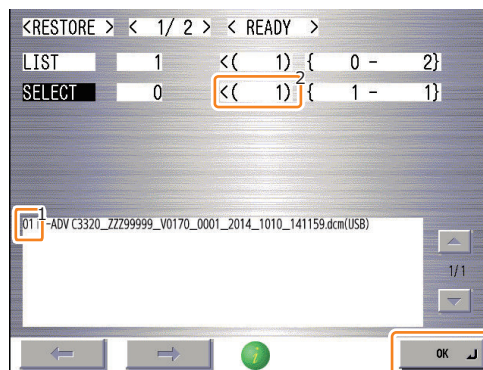 <RESTORE > < 1/ 2 > < READY >
LIST 1 <( 1) { 0 - 2}
SELECT 0 <( 1) { 1 - 1}
2
1
01 -ADV C3320_ZZZ99999_V0170_0001_2014_1010_141159.dcm(USB)
1/1
OK